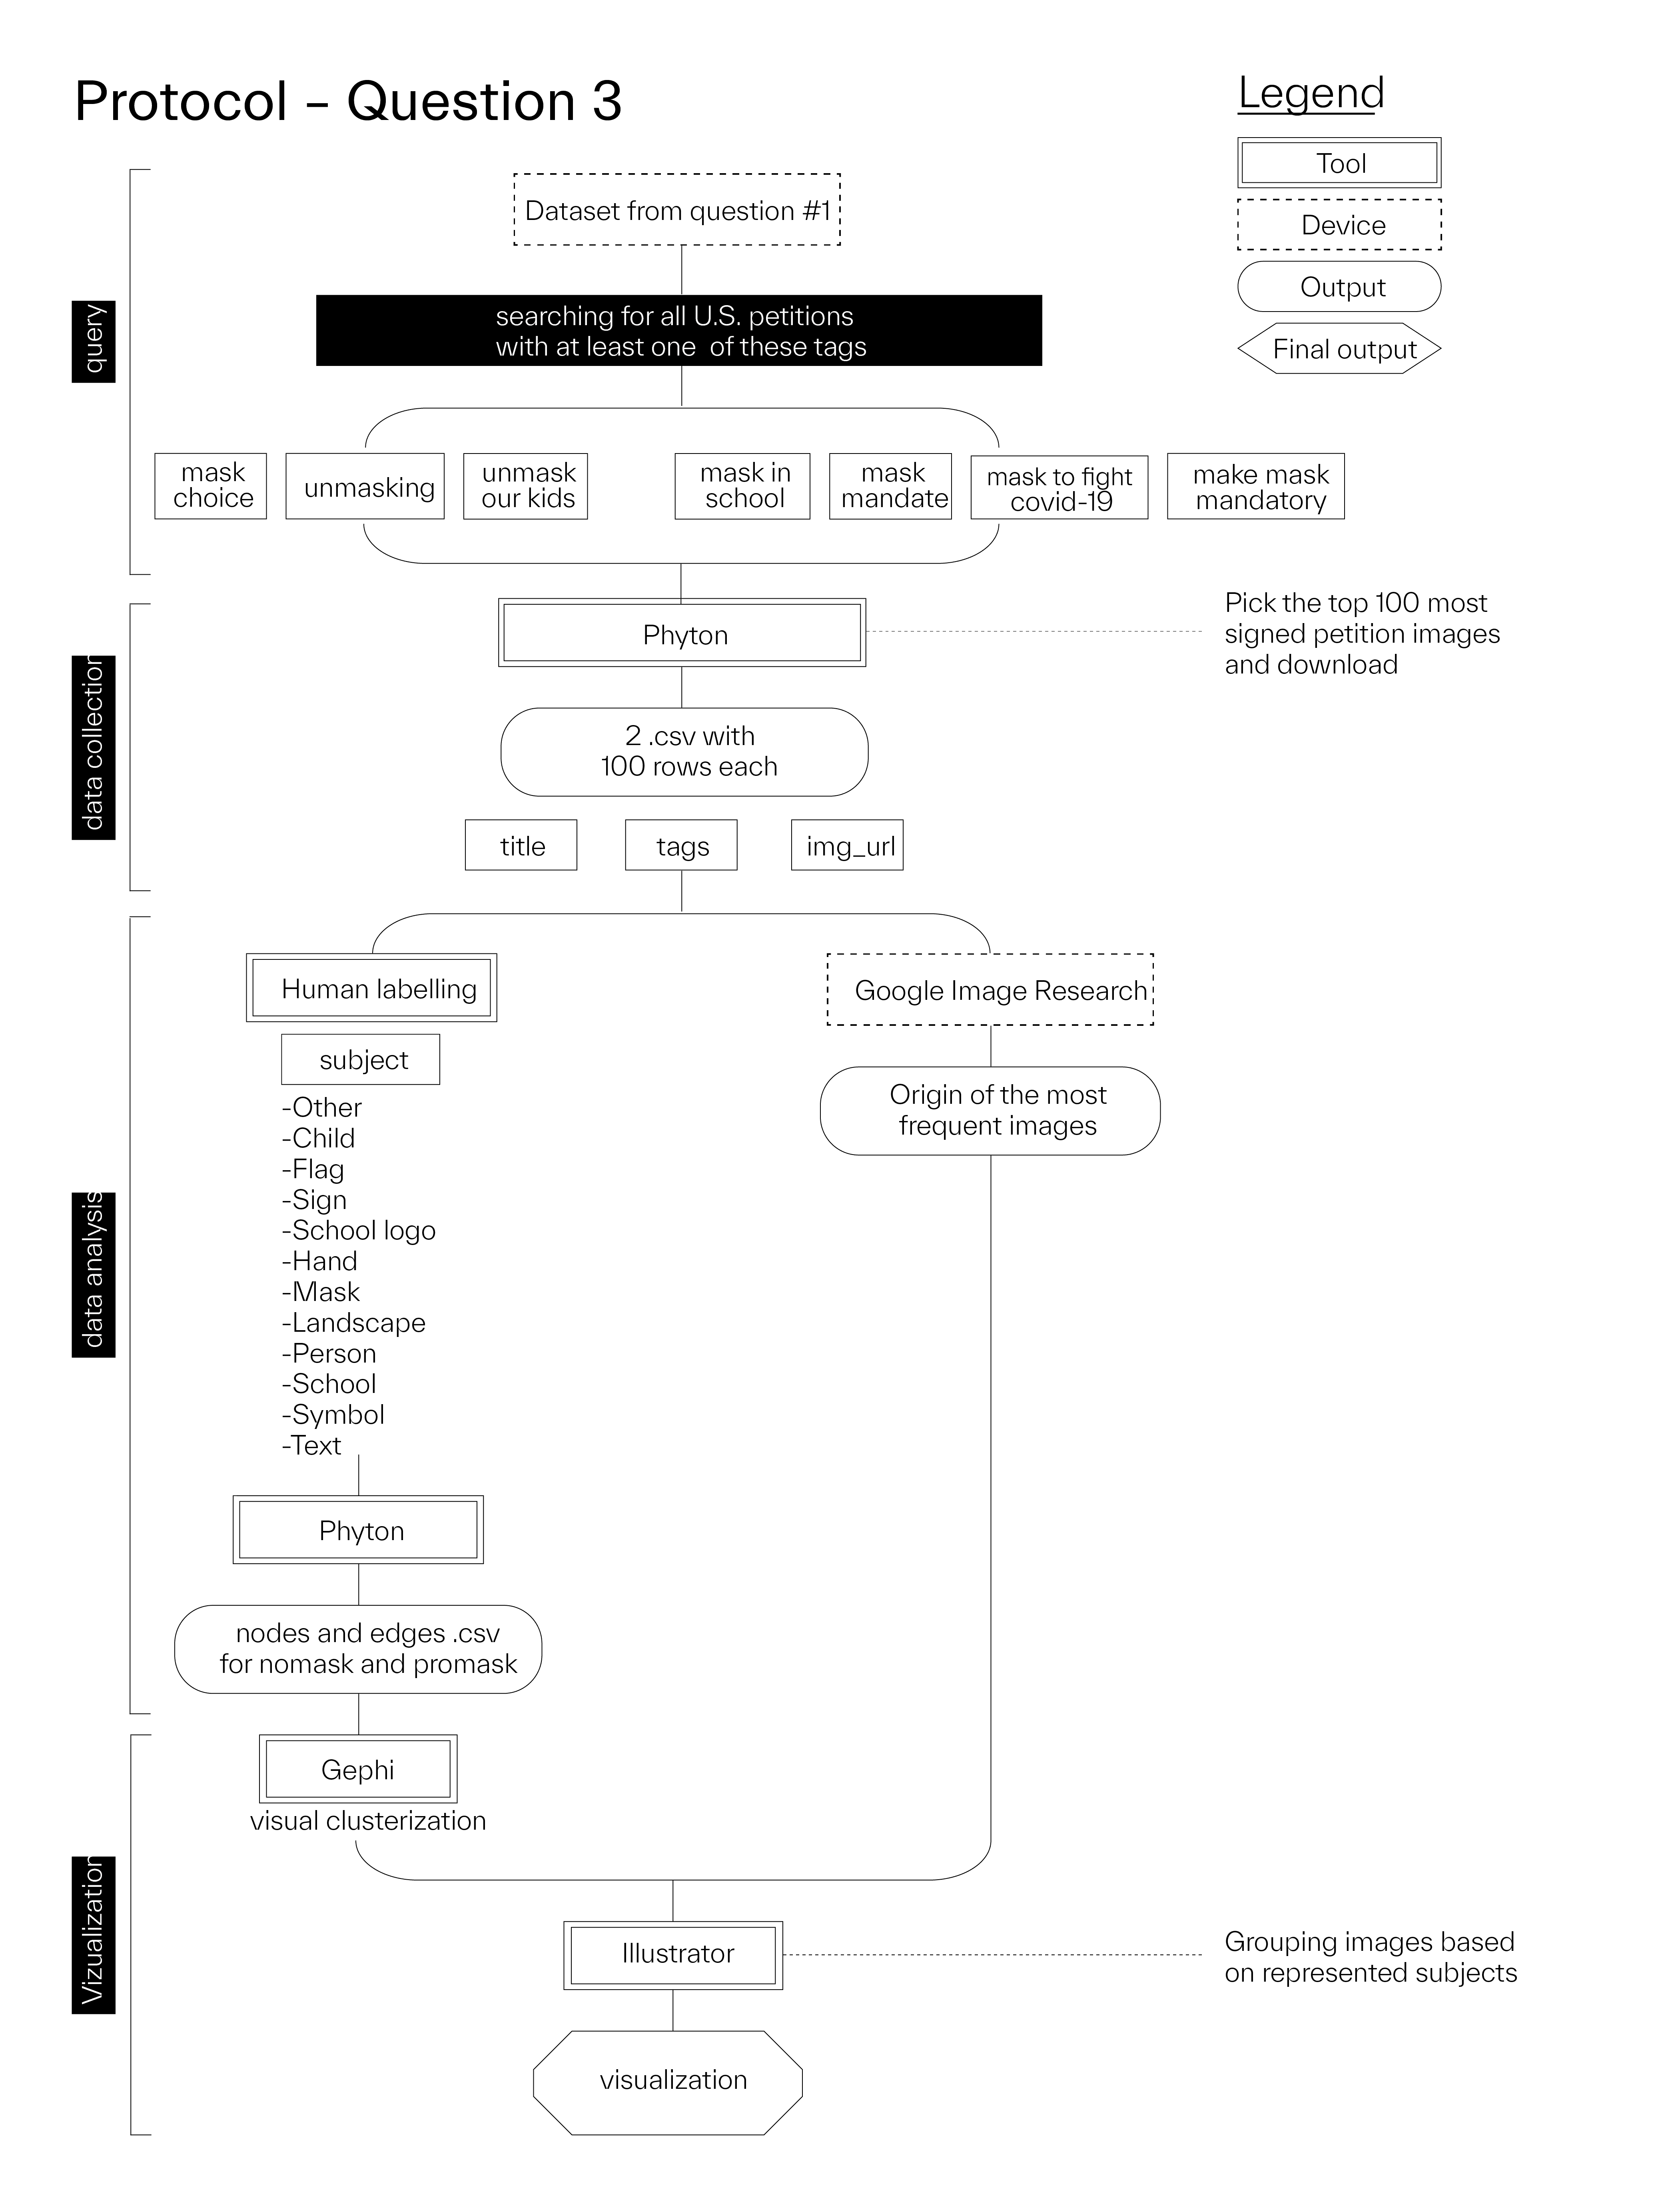 Protocol – Question 3
Legend
Tool
Device
Output
Final output
query
Dataset from question #1
searching for all U.S. petitions
with at least one of these tags
mask
choice
unmasking
unmask
our kids
mask in
school
mask
mandate
mask to fight
covid-19
make mask
mandatory
data collection
Phyton
Pick the top 100 most
signed petition images
and download
2 .csv with
100 rows each
title
tags
img_url
data analysis
Human labelling
subject
-Other
-Child
-Flag
-Sign
-School logo
-Hand
-Mask
-Landscape
-Person
-School
-Symbol
-Text
Google Image Research
Origin of the most
frequent images
Phyton
nodes and edges .csv
for nomask and promask
Vizualization
Gephi
visual clusterization
Illustrator
Grouping images based
on represented subjects
visualization